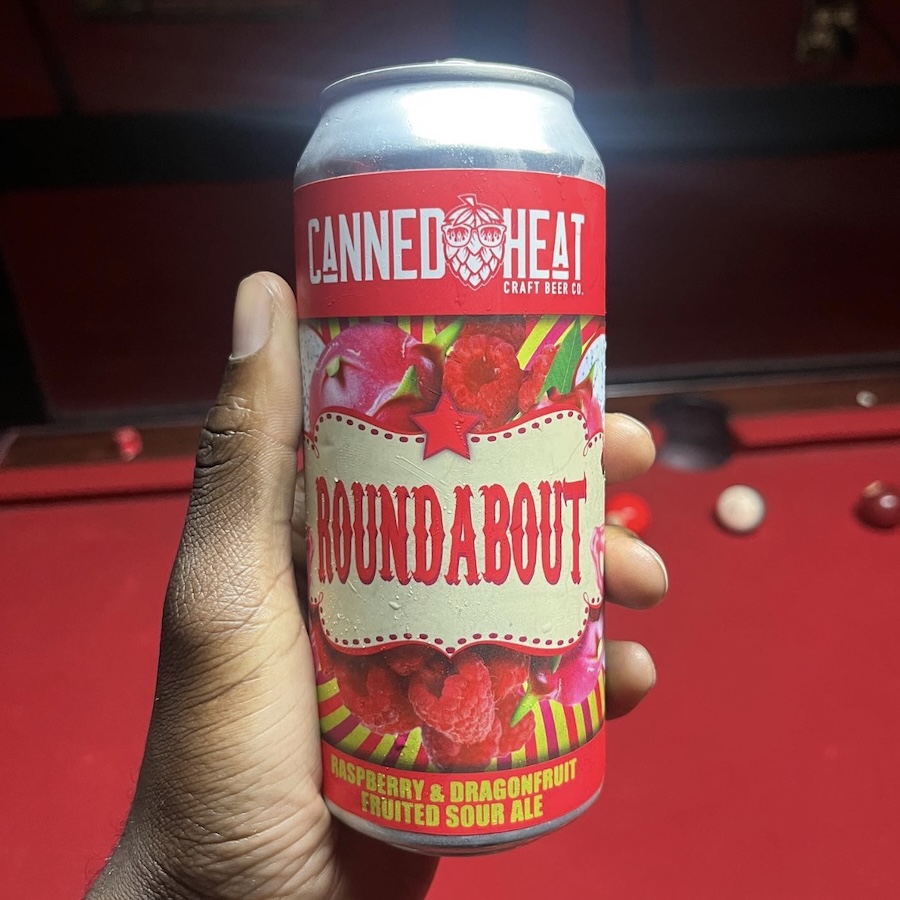 CANNED HEAT
CRAFT BEER CO.
ROUNDABOUT
RASPBERRY & DRAGONFRUIT
FRUITED SOUR ALE